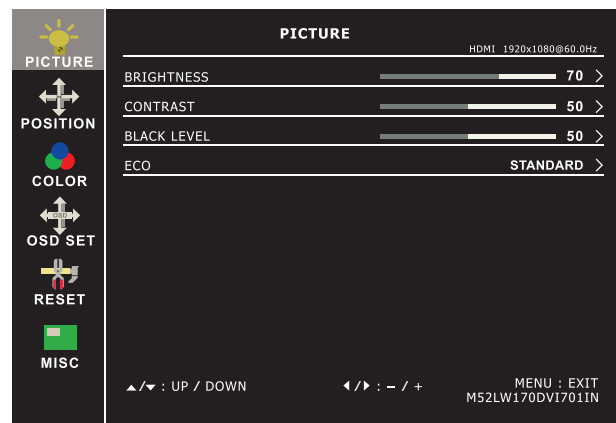 PICTURE
POSITION
COLOR
OSD
OSD SET
RESET
MISC
PICTURE
HDMI 1920x1080@60.0Hz
BRIGHTNESS 70 >
CONTRAST 50 >
BLACK LEVEL 50 >
ECO STANDARD >
▲/▼ : UP / DOWN ◀/▶ : – / + MENU : EXIT
M52LW170DVI701IN